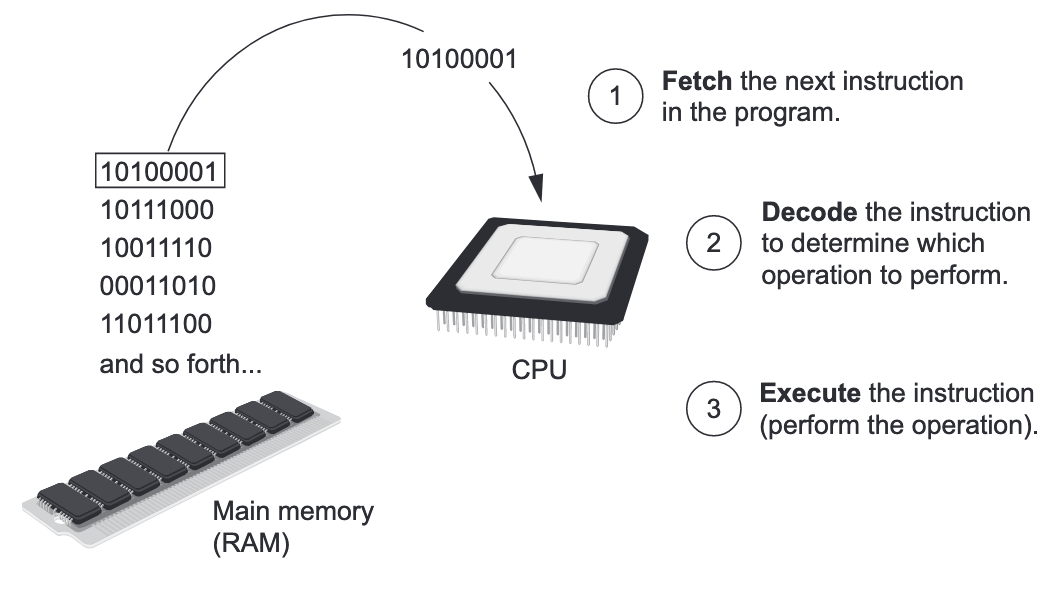 10100001
1
Fetch the next instruction
in the program.
10100001
10111000
10011110
00011010
11011100
and so forth...
2
Decode the instruction
to determine which
operation to perform.
CPU
3
Execute the instruction
(perform the operation).
Main memory
(RAM)